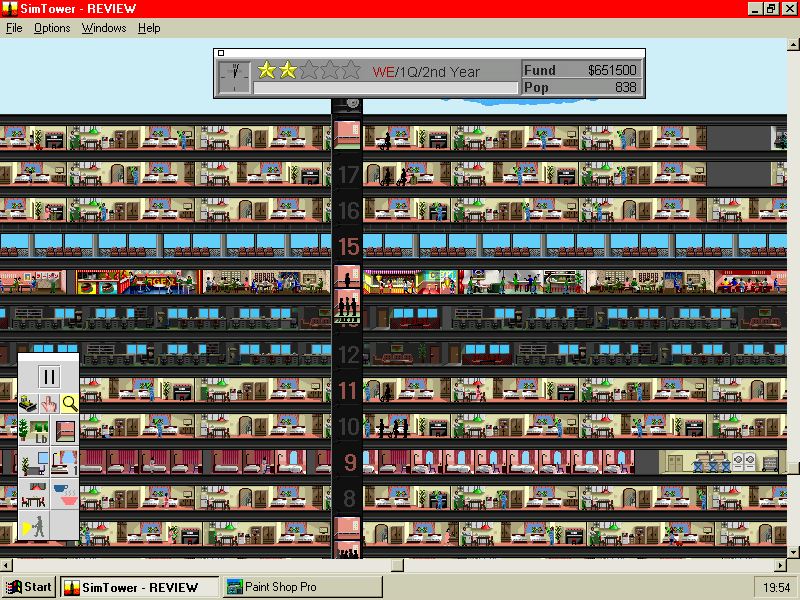 SimTower - REVIEW
File Options Windows Help
WE/1Q/2nd Year
Fund $651500
Pop 838
17
16
15
12
11
10
9
8
Lb
Start SimTower - REVIEW Paint Shop Pro 19:54